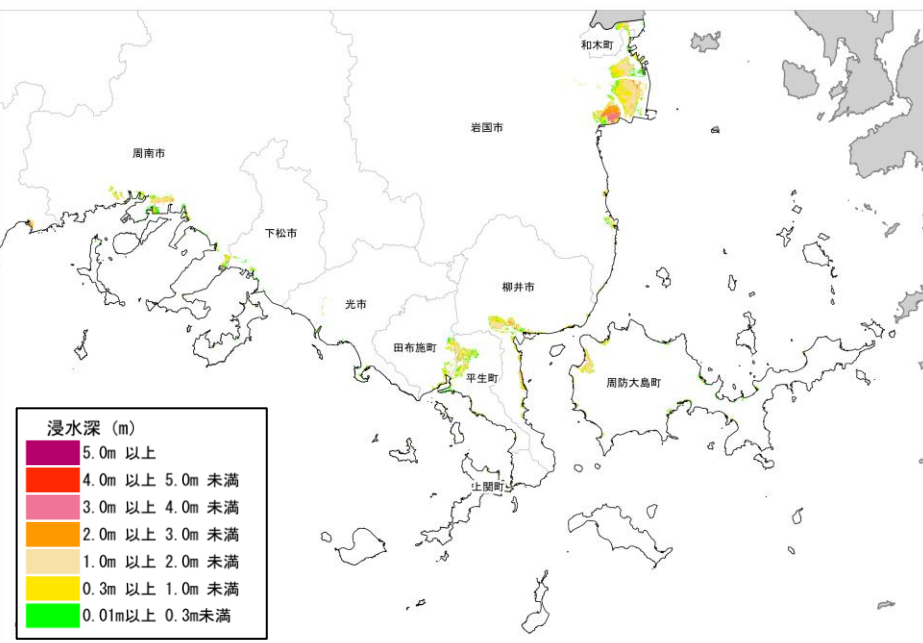 和木町
岩国市
周南市
下松市
柳井市
光市
田布施町
平生町
周防大島町
上関町
浸水深 (m)
5.0m 以上
4.0m 以上 5.0m 未満
3.0m 以上 4.0m 未満
2.0m 以上 3.0m 未満
1.0m 以上 2.0m 未満
0.3m 以上 1.0m 未満
0.01m以上 0.3m未満